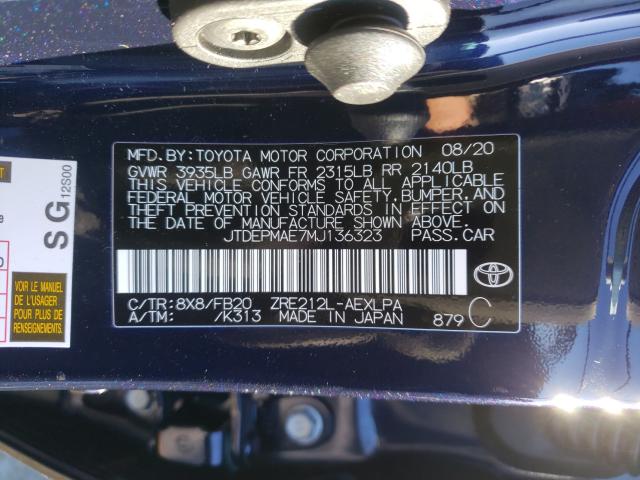 MFD.BY:TOYOTA MOTOR CORPORATION 08/20
GVWR 3935LB GAWR FR 2315LB RR 2140LB
THIS VEHICLE CONFORMS TO ALL APPLICABLE
FEDERAL MOTOR VEHICLE SAFETY,BUMPER,AND
THEFT PREVENTION STANDARDS IN EFFECT ON
THE DATE OF MANUFACTURE SHOWN ABOVE.
JTDEPMAE7MJ136323 PASS.CAR
C/TR:8X8/FB20 ZRE212L-AEXLPA
A/TM: /K313 MADE IN JAPAN 879 C
SG 12S00
VOIR LE
MANUEL DE
L'USAGER
POUR PLUS DE
RENSEIGNEMENTS.